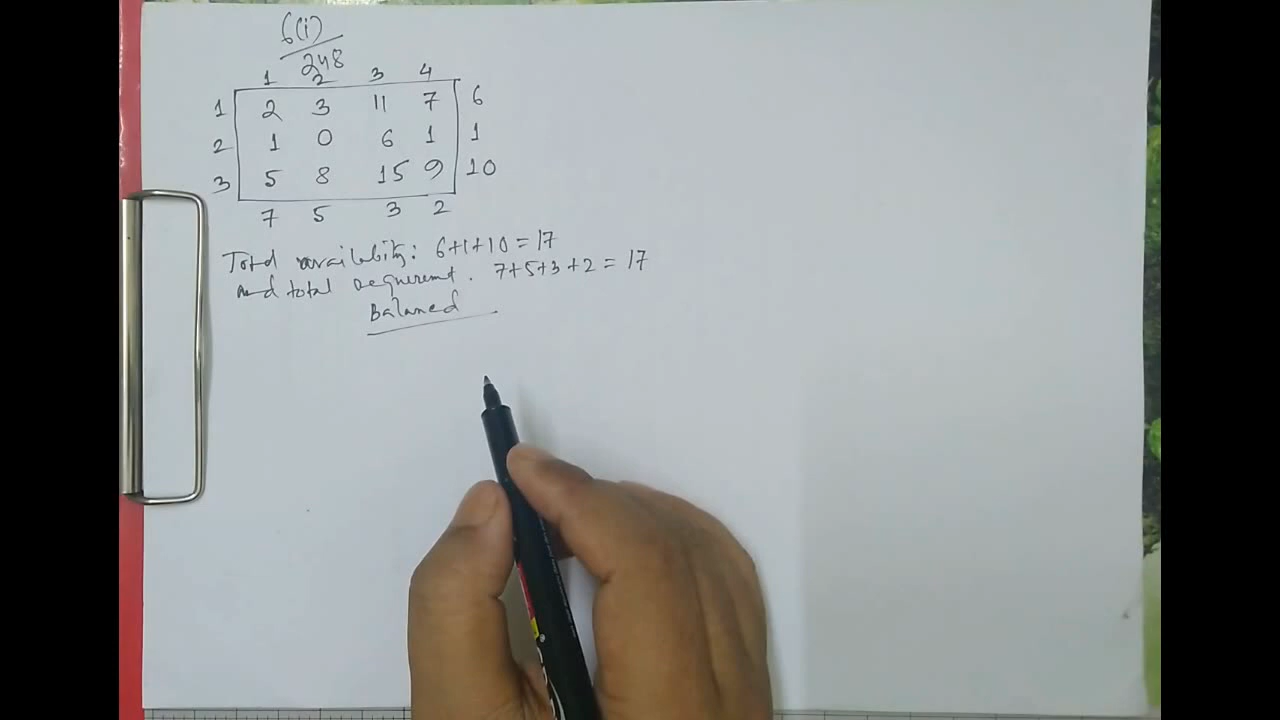 6(i)
248
1 2 3 4
1 2 3 11 7 6
2 1 0 6 1 1
3 5 8 15 9 10
7 5 3 2
Total availability: 6+1+10=17
and total requiremt. 7+5+3+2=17
Balanced